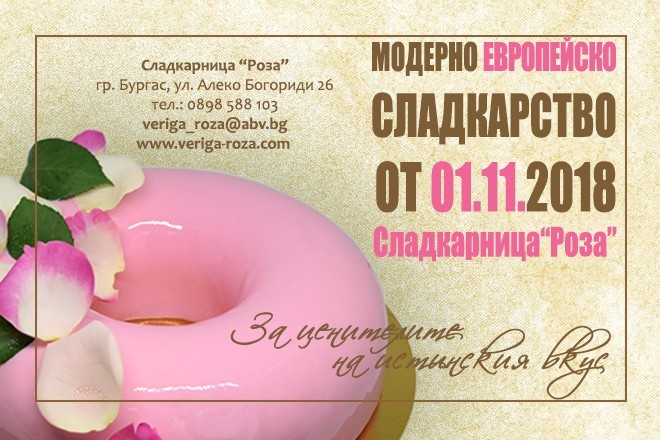 Сладкарница “Роза”
гр. Бургас, ул. Алеко Богориди 26
тел.: 0898 588 103
veriga_roza@abv.bg
www.veriga-roza.com
МОДЕРНО ЕВРОПЕЙСКО
СЛАДКАРСТВО
ОТ 01.11.2018
Сладкарница“Роза”
За ценителите
на истинския вкус